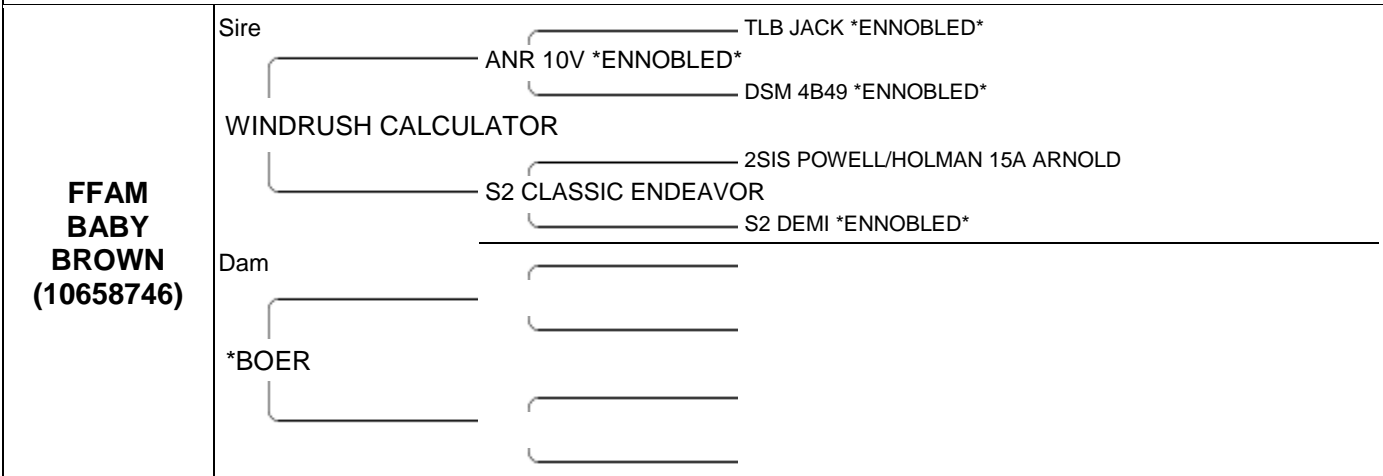 FFAM
BABY
BROWN
(10658746)
Sire
TLB JACK *ENNOBLED*
ANR 10V *ENNOBLED*
DSM 4B49 *ENNOBLED*
WINDRUSH CALCULATOR
2SIS POWELL/HOLMAN 15A ARNOLD
S2 CLASSIC ENDEAVOR
S2 DEMI *ENNOBLED*
Dam
*BOER